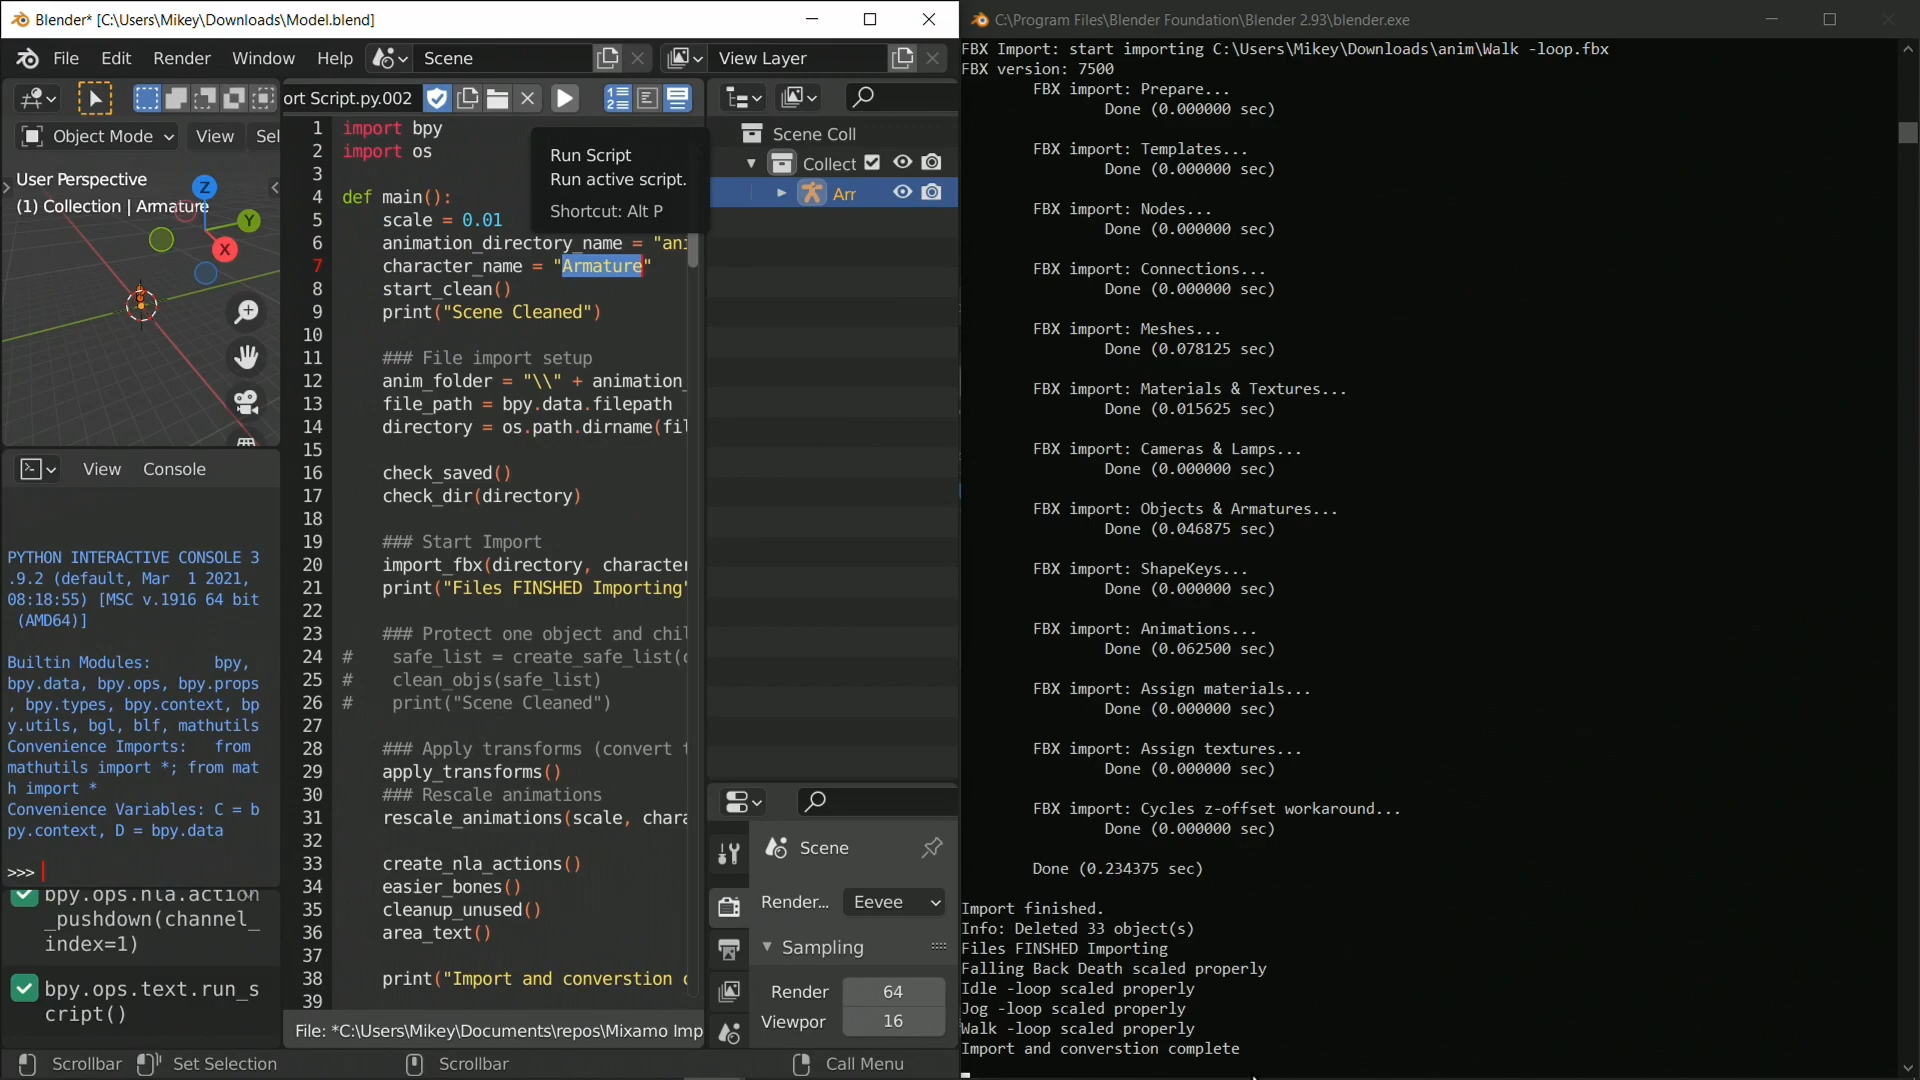 Blender* [C:\Users\Mikey\Downloads\Model.blend]
File Edit Render Window Help Scene View Layer
ort Script.py.002
Object Mode View Sel
User Perspective
(1) Collection | Armature
Z
Y
X
View Console
PYTHON INTERACTIVE CONSOLE 3
.9.2 (default, Mar  1 2021,
08:18:55) [MSC v.1916 64 bit
(AMD64)]
Builtin Modules:       bpy,
bpy.data, bpy.ops, bpy.props
, bpy.types, bpy.context, bp
y.utils, bgl, blf, mathutils
Convenience Imports:   from
mathutils import *; from mat
h import *
Convenience Variables: C = b
py.context, D = bpy.data
>>>
bpy.ops.nla.action
_pushdown(channel_
index=1)
bpy.ops.text.run_s
cript()
1 import bpy
2 import os
3
4 def main():
5 scale = 0.01
6 animation_directory_name = "ani
7 character_name = "Armature"
8 start_clean()
9 print("Scene Cleaned")
10
11 ### File import setup
12 anim_folder = "\\" + animation_
13 file_path = bpy.data.filepath
14 directory = os.path.dirname(fil
15
16 check_saved()
17 check_dir(directory)
18
19 ### Start Import
20 import_fbx(directory, character
21 print("Files FINSHED Importing"
22
23 ### Protect one object and chil
24 # safe_list = create_safe_list(c
25 # clean_objs(safe_list)
26 # print("Scene Cleaned")
27
28 ### Apply transforms (convert t
29 apply_transforms()
30 ### Rescale animations
31 rescale_animations(scale, chara
32
33 create_nla_actions()
34 easier_bones()
35 cleanup_unused()
36 area_text()
37
38 print("Import and converstion c
39
Run Script
Run active script.
Shortcut: Alt P
File: *C:\Users\Mikey\Documents\repos\Mixamo Imp
Scene Coll
Collect
Arr
Scene
Render... Eevee
Sampling
Render 64
Viewpor 16
Scrollbar Set Selection Scrollbar Call Menu
C:\Program Files\Blender Foundation\Blender 2.93\blender.exe
FBX Import: start importing C:\Users\Mikey\Downloads\anim\Walk -loop.fbx
FBX version: 7500
FBX import: Prepare...
Done (0.000000 sec)
FBX import: Templates...
Done (0.000000 sec)
FBX import: Nodes...
Done (0.000000 sec)
FBX import: Connections...
Done (0.000000 sec)
FBX import: Meshes...
Done (0.078125 sec)
FBX import: Materials & Textures...
Done (0.015625 sec)
FBX import: Cameras & Lamps...
Done (0.000000 sec)
FBX import: Objects & Armatures...
Done (0.046875 sec)
FBX import: ShapeKeys...
Done (0.000000 sec)
FBX import: Animations...
Done (0.062500 sec)
FBX import: Assign materials...
Done (0.000000 sec)
FBX import: Assign textures...
Done (0.000000 sec)
FBX import: Cycles z-offset workaround...
Done (0.000000 sec)
Done (0.234375 sec)
Import finished.
Info: Deleted 33 object(s)
Files FINSHED Importing
Falling Back Death scaled properly
Idle -loop scaled properly
Jog -loop scaled properly
Walk -loop scaled properly
Import and converstion complete